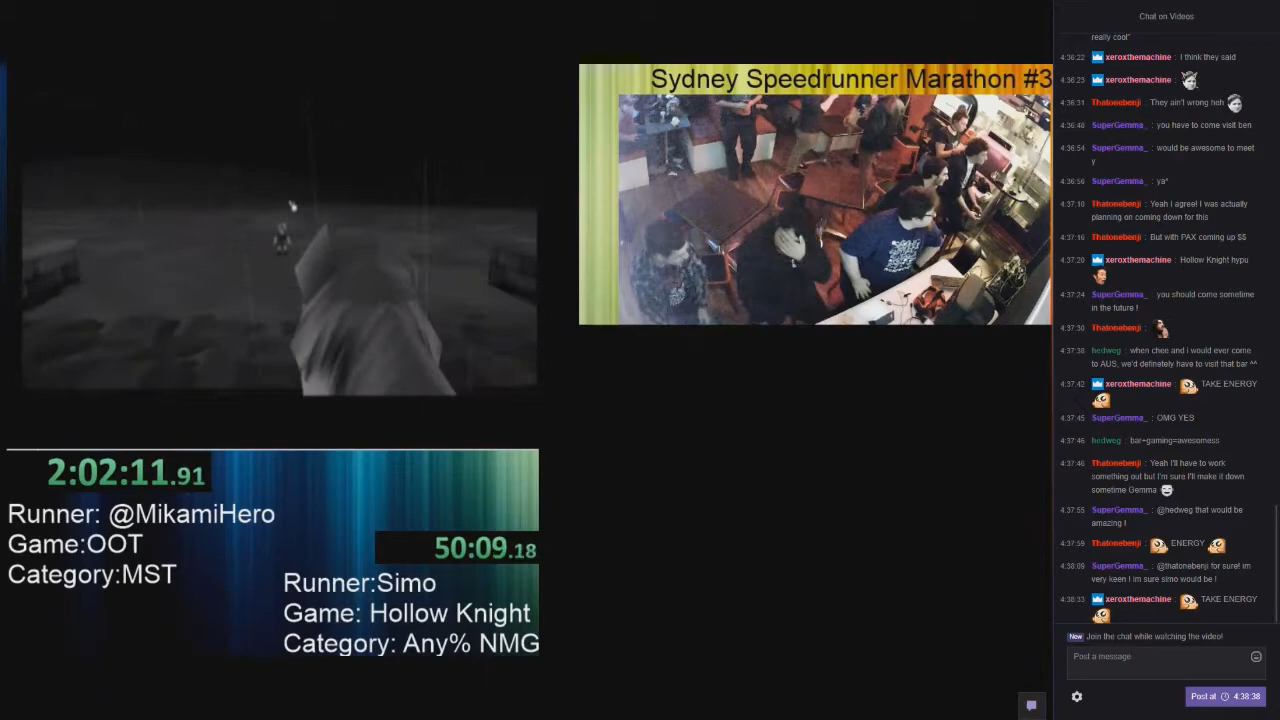 Sydney Speedrunner Marathon #3
2:02:11.91
Runner: @MikamiHero
Game:OOT
Category:MST
50:09.18
Runner:Simo
Game: Hollow Knight
Category: Any% NMG
Chat on Videos
really cool"
4:36:22 xeroxthemachine : I think they said
4:36:23 xeroxthemachine :
4:36:31 Thatonebenji : They ain't wrong heh
4:36:48 SuperGemma_ : you have to come visit ben
4:36:54 SuperGemma_ : would be awesome to meet
y
4:36:56 SuperGemma_ : ya*
4:37:10 Thatonebenji : Yeah I agree! I was actually
planning on coming down for this
4:37:16 Thatonebenji : But with PAX coming up $$
4:37:20 xeroxthemachine : Hollow Knight hypu
4:37:24 SuperGemma_ : you should come sometime
in the future !
4:37:30 Thatonebenji :
4:37:38 hedweg : when chee and i would ever come
to AUS, we'd definetely have to visit that bar ^^
4:37:42 xeroxthemachine : TAKE ENERGY
4:37:45 SuperGemma_ : OMG YES
4:37:46 hedweg : bar+gaming=awesomess
4:37:46 Thatonebenji : Yeah I'll have to work
something out but I'm sure I'll make it down
sometime Gemma
4:37:55 SuperGemma_ : @hedweg that would be
amazing !
4:37:59 Thatonebenji : ENERGY
4:38:09 SuperGemma_ : @thatonebenji for sure! im
very keen ! im sure simo would be !
4:38:33 xeroxthemachine : TAKE ENERGY
New Join the chat while watching the video!
Post a message
Post at 4:38:38